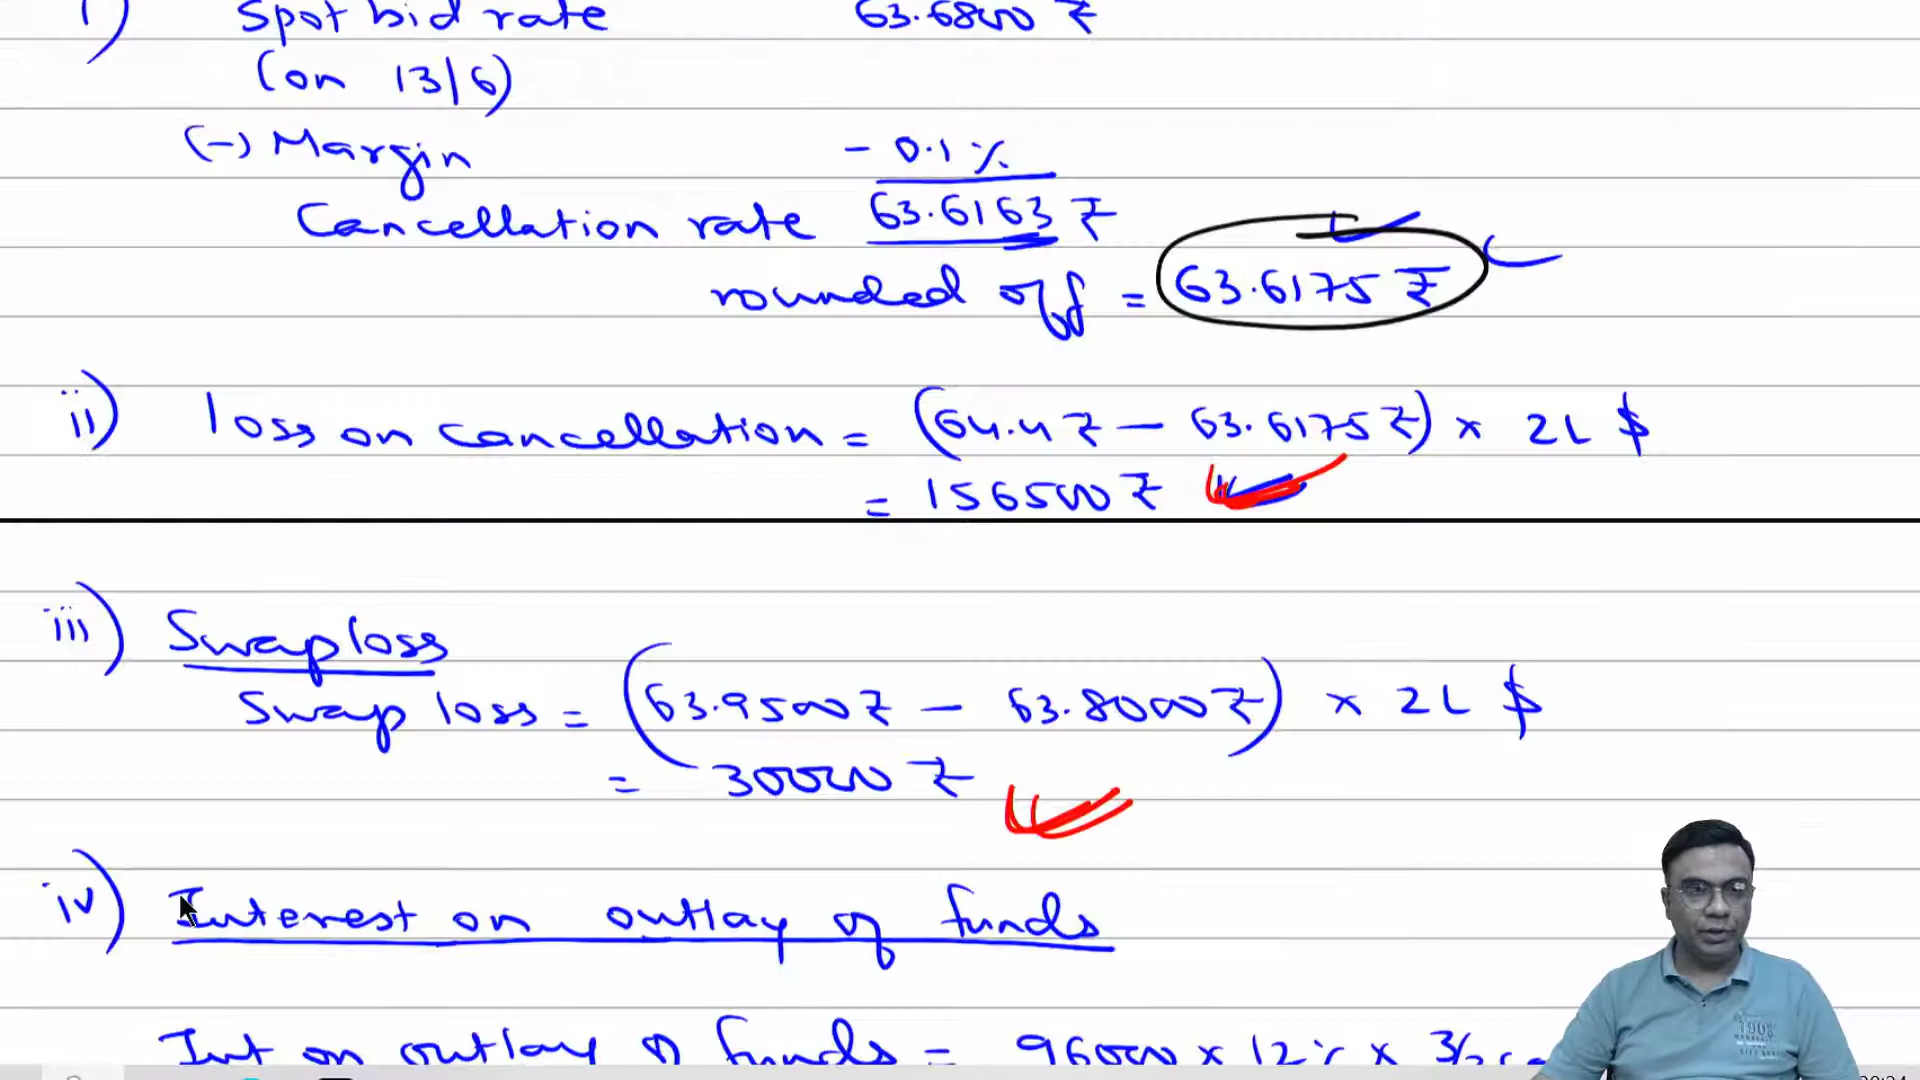 i) Spot bid rate 63.6800 ₹
(on 13/6)
(-) Margin - 0.1 %
Cancellation rate 63.6163 ₹
rounded off = 63.6175 ₹
ii) loss on cancellation = (64.4 ₹ - 63.6175 ₹) x 2L $
= 156500 ₹
iii) Swap loss
Swap loss = (63.9500 ₹ - 63.8000 ₹) x 2L $
= 30000 ₹
iv) Interest on outlay of funds
Int on outlay of funds = 96000 x 12% x
1908